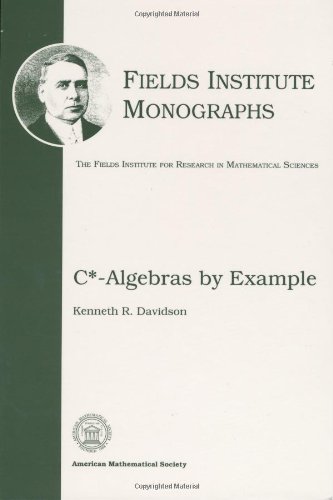 FIELDS INSTITUTE
MONOGRAPHS
THE FIELDS INSTITUTE FOR RESEARCH IN MATHEMATICAL SCIENCES
C*-Algebras by Example
Kenneth R. Davidson
American Mathematical Society